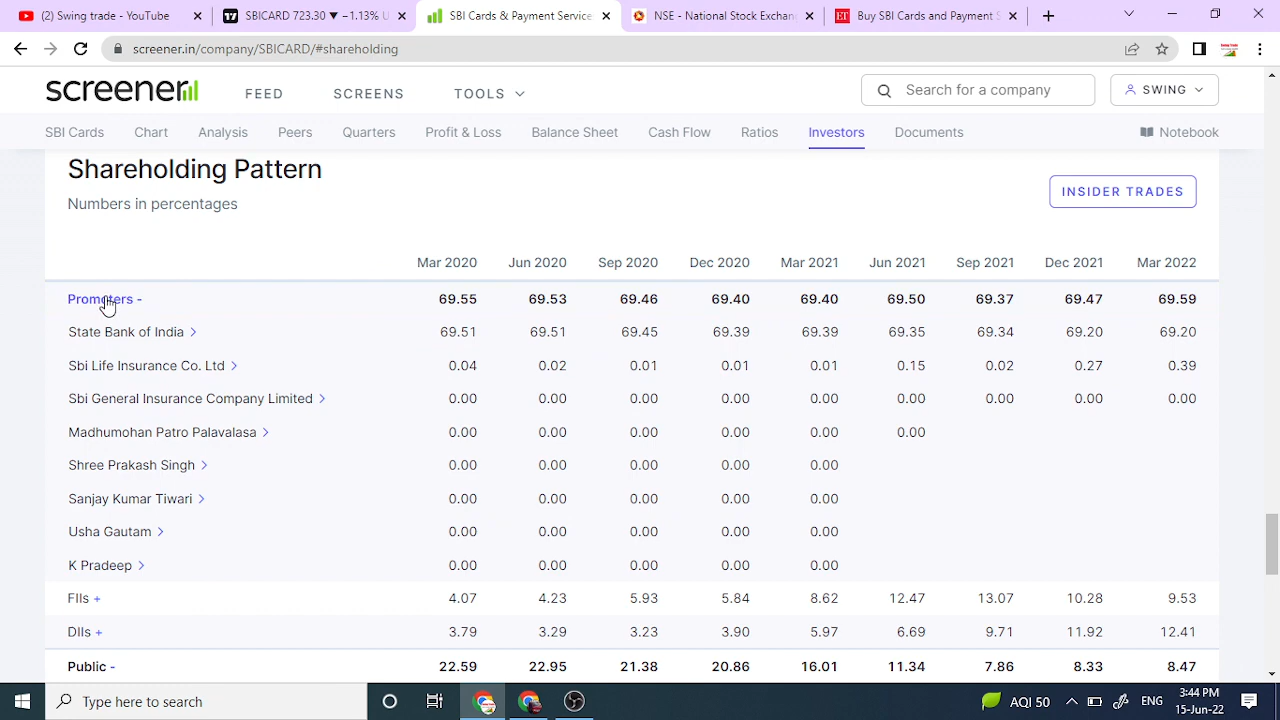 (2) Swing trade - YouTube
SBICARD 723.30 ▼ −1.13% U
SBI Cards & Payment Service
NSE - National Stock Exchan
Buy SBI Cards and Payment S
screener.in/company/SBICARD/#shareholding
screener
FEED SCREENS TOOLS
Search for a company
SWING
SBI Cards Chart Analysis Peers Quarters Profit & Loss Balance Sheet Cash Flow Ratios Investors Documents Notebook
Shareholding Pattern
Numbers in percentages
INSIDER TRADES
Mar 2020 Jun 2020 Sep 2020 Dec 2020 Mar 2021 Jun 2021 Sep 2021 Dec 2021 Mar 2022
Promoters - 69.55 69.53 69.46 69.40 69.40 69.50 69.37 69.47 69.59
State Bank of India > 69.51 69.51 69.45 69.39 69.39 69.35 69.34 69.20 69.20
Sbi Life Insurance Co. Ltd > 0.04 0.02 0.01 0.01 0.01 0.15 0.02 0.27 0.39
Sbi General Insurance Company Limited > 0.00 0.00 0.00 0.00 0.00 0.00 0.00 0.00 0.00
Madhumohan Patro Palavalasa > 0.00 0.00 0.00 0.00 0.00 0.00
Shree Prakash Singh > 0.00 0.00 0.00 0.00 0.00
Sanjay Kumar Tiwari > 0.00 0.00 0.00 0.00 0.00
Usha Gautam > 0.00 0.00 0.00 0.00 0.00
K Pradeep > 0.00 0.00 0.00 0.00 0.00
FIIs + 4.07 4.23 5.93 5.84 8.62 12.47 13.07 10.28 9.53
DIIs + 3.79 3.29 3.23 3.90 5.97 6.69 9.71 11.92 12.41
Public - 22.59 22.95 21.38 20.86 16.01 11.34 7.86 8.33 8.47
Type here to search
AQI 50
ENG
3:44 PM
15-Jun-22